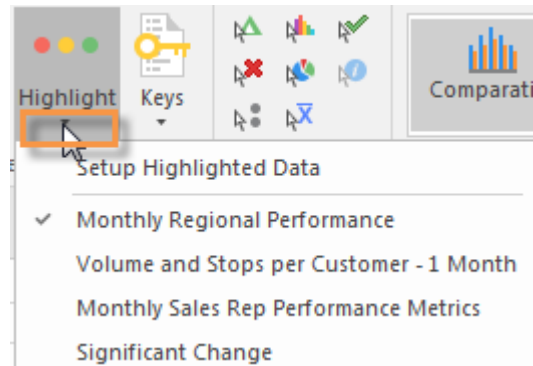 Highlight
Keys
Comparati
Setup Highlighted Data
Monthly Regional Performance
Volume and Stops per Customer - 1 Month
Monthly Sales Rep Performance Metrics
Significant Change